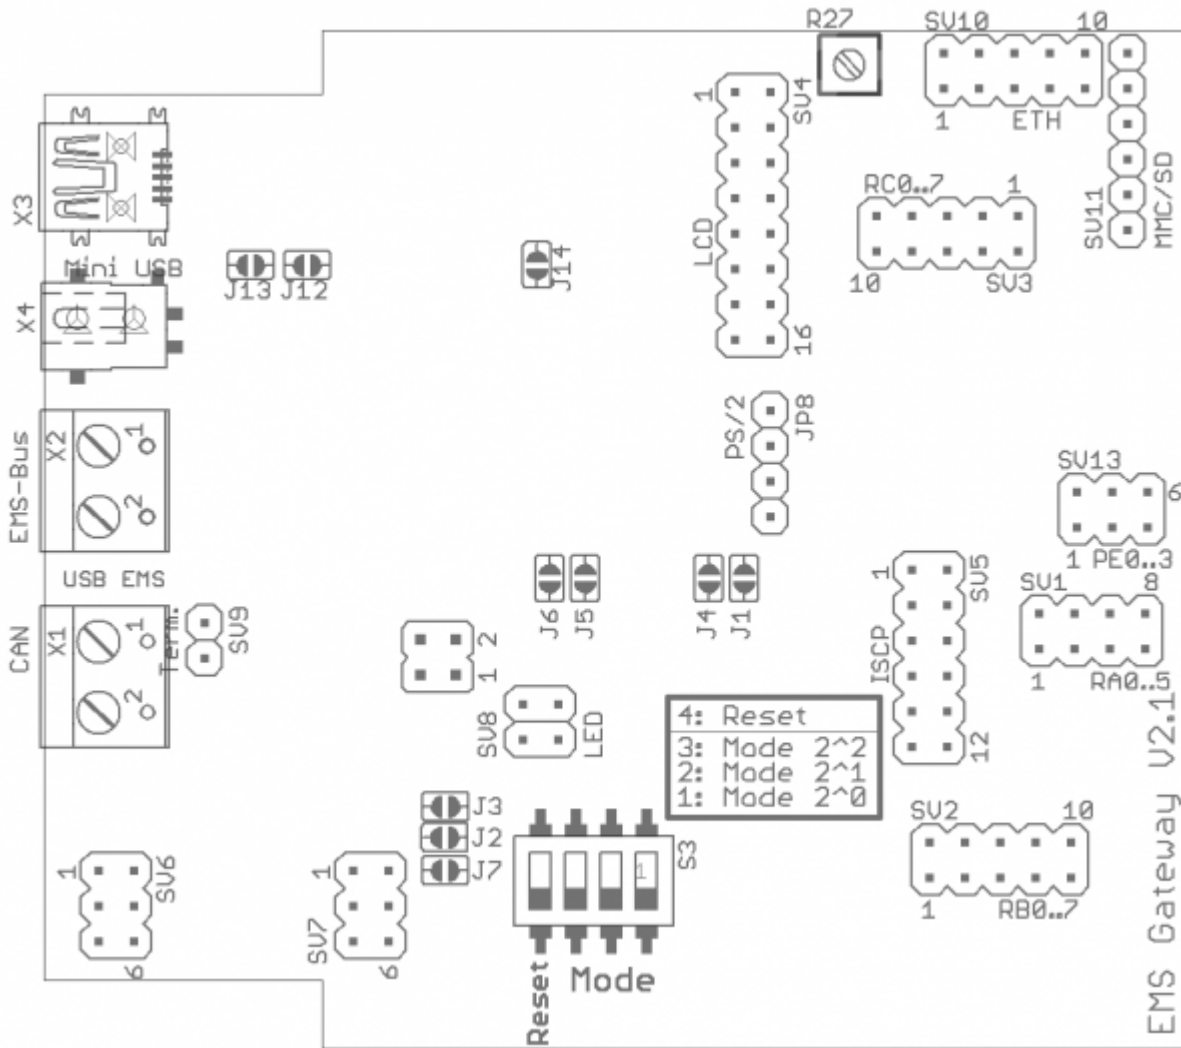 R27
SV10
10
1
ETH
1
SV4
LCD
16
RC0..7
1
10
SV3
SV11
MMC/SD
X3
Mini USB
J13
J12
J14
X4
PS/2
JP8
EMS-Bus
X2
1
2
USB EMS
SV13
6
1
PE0..3
CAN
X1
1
2
Term.
SV9
J6
J5
J4
J1
2
1
1
SV5
ISCP
12
SV1
8
1
RA0..5
SV8
LED
4: Reset
3: Mode 2^2
2: Mode 2^1
1: Mode 2^0
J3
J2
J7
S3
1
SV2
10
1
RB0..7
1
SV6
6
1
SV7
6
Reset
Mode
EMS Gateway V2.1